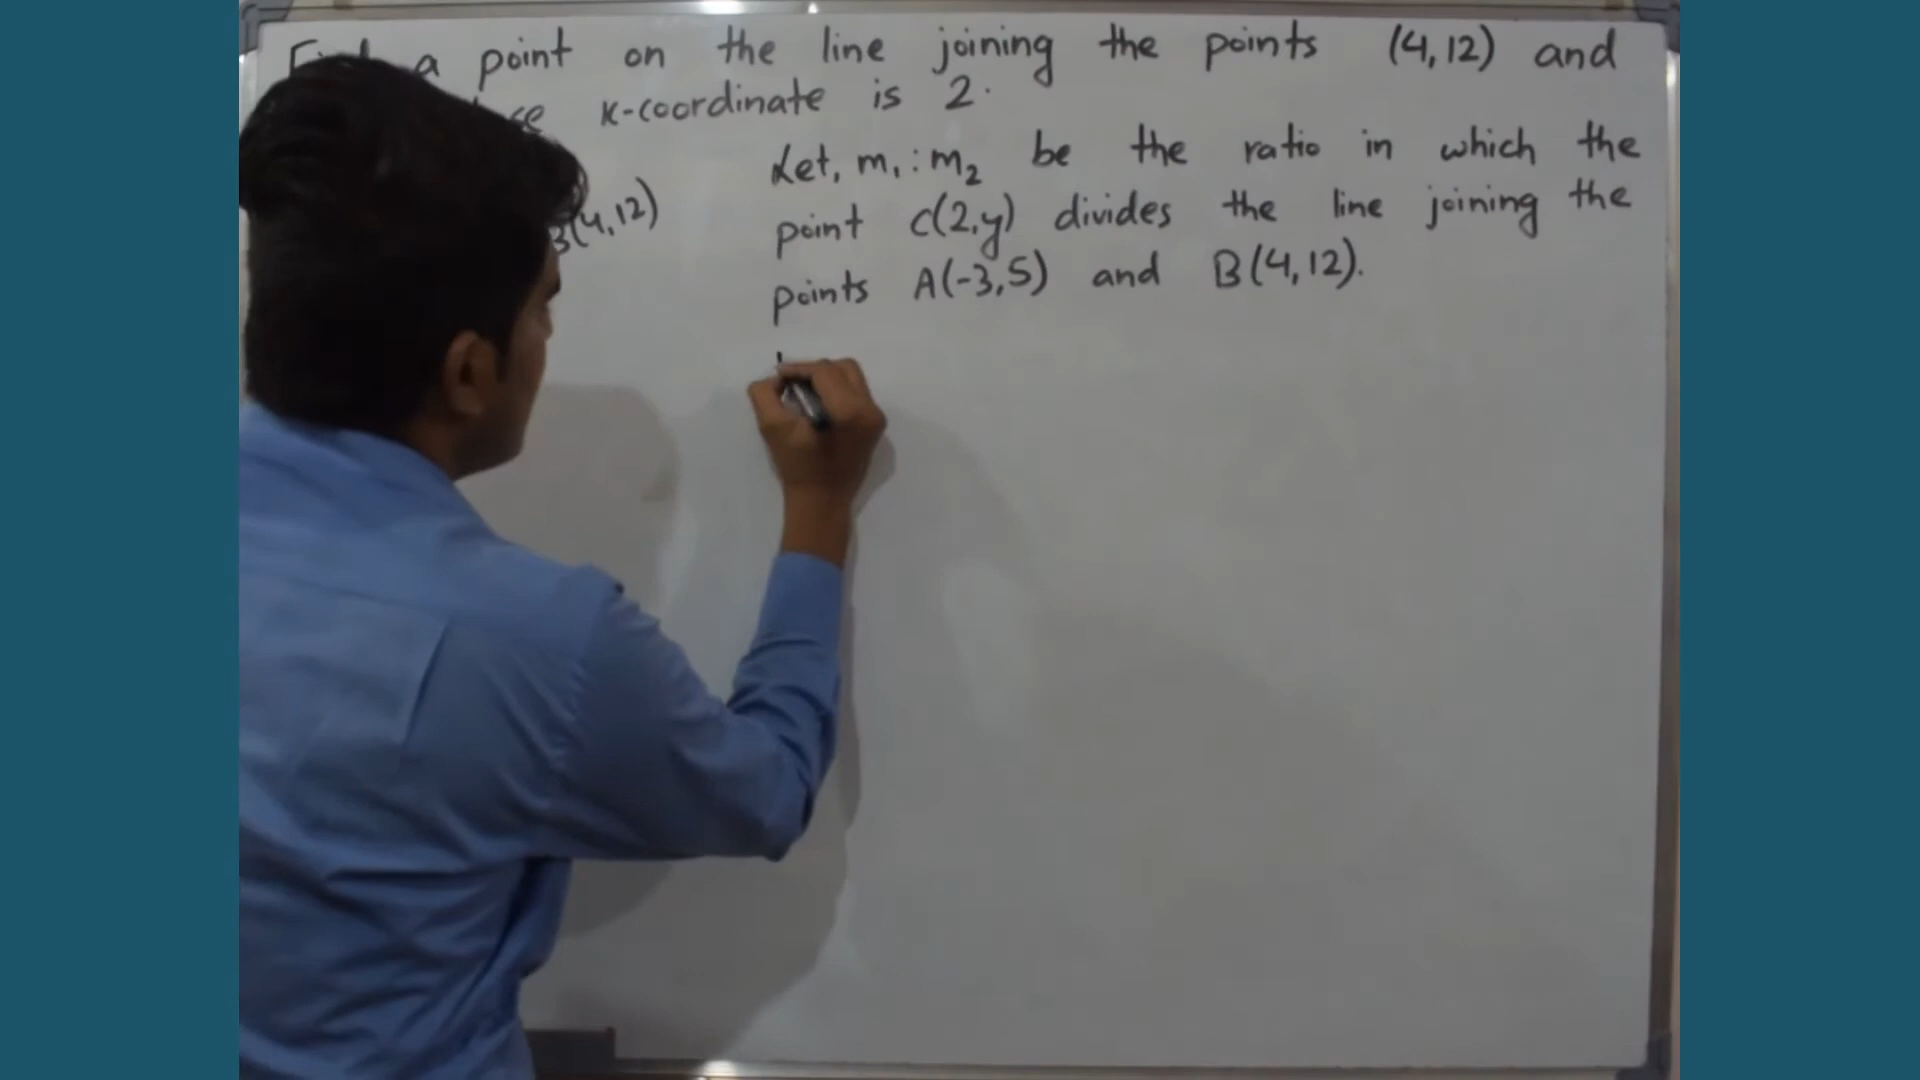 a point on the line joining the points (4,12) and
x-coordinate is 2.
Let, m₁:m₂ be the ratio in which the
point C(2,y) divides the line joining the
points A(-3,5) and B(4,12).
B(4,12)